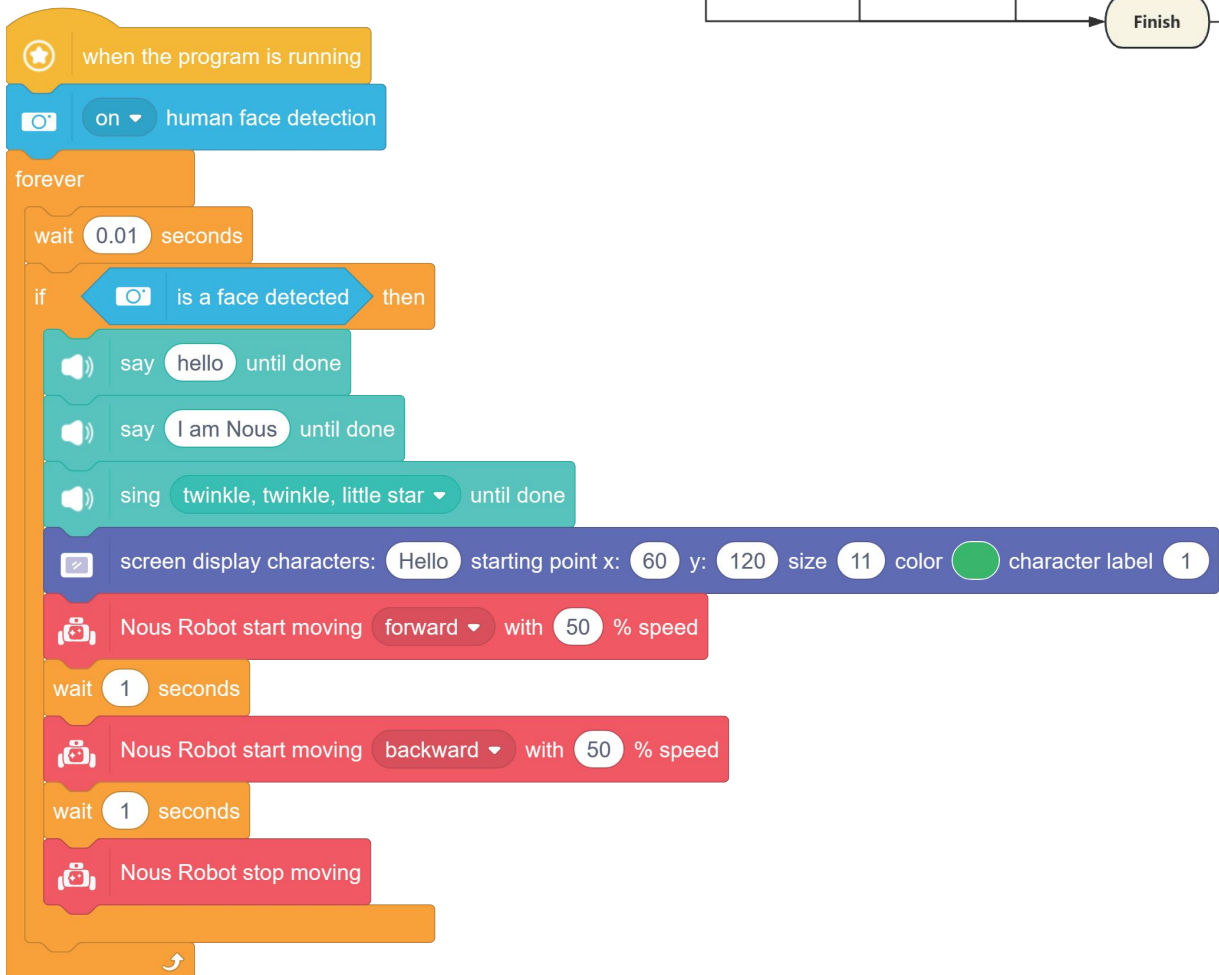 Finish
when the program is running
on human face detection
forever
wait 0.01 seconds
if is a face detected then
say hello until done
say I am Nous until done
sing twinkle, twinkle, little star until done
screen display characters: Hello starting point x: 60 y: 120 size 11 color character label 1
Nous Robot start moving forward with 50 % speed
wait 1 seconds
Nous Robot start moving backward with 50 % speed
wait 1 seconds
Nous Robot stop moving